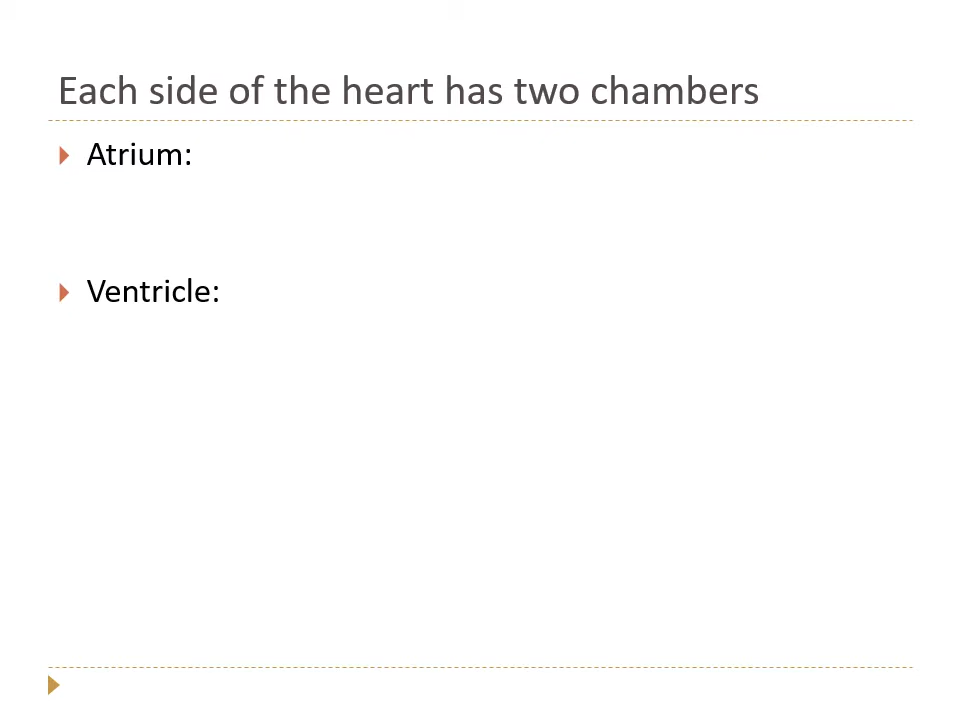 Each side of the heart has two chambers
Atrium:
Ventricle: